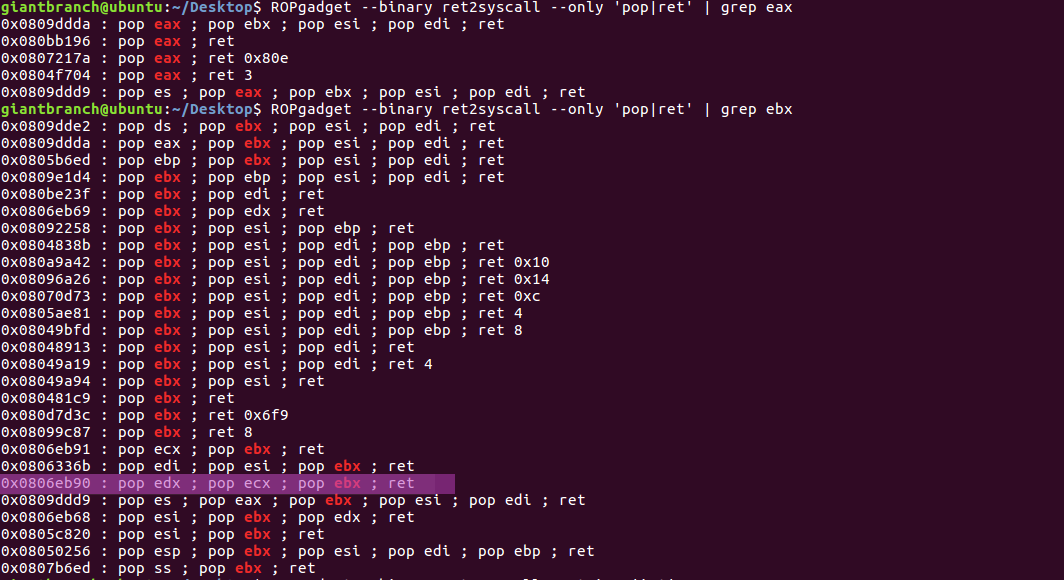 giantbranch@ubuntu:~/Desktop$ ROPgadget --binary ret2syscall --only 'pop|ret' | grep eax
0x0809ddda : pop eax ; pop ebx ; pop esi ; pop edi ; ret
0x080bb196 : pop eax ; ret
0x0807217a : pop eax ; ret 0x80e
0x0804f704 : pop eax ; ret 3
0x0809ddd9 : pop es ; pop eax ; pop ebx ; pop esi ; pop edi ; ret
giantbranch@ubuntu:~/Desktop$ ROPgadget --binary ret2syscall --only 'pop|ret' | grep ebx
0x0809dde2 : pop ds ; pop ebx ; pop esi ; pop edi ; ret
0x0809ddda : pop eax ; pop ebx ; pop esi ; pop edi ; ret
0x0805b6ed : pop ebp ; pop ebx ; pop esi ; pop edi ; ret
0x0809e1d4 : pop ebx ; pop ebp ; pop esi ; pop edi ; ret
0x080be23f : pop ebx ; pop edi ; ret
0x0806eb69 : pop ebx ; pop edx ; ret
0x08092258 : pop ebx ; pop esi ; pop ebp ; ret
0x0804838b : pop ebx ; pop esi ; pop edi ; pop ebp ; ret
0x080a9a42 : pop ebx ; pop esi ; pop edi ; pop ebp ; ret 0x10
0x08096a26 : pop ebx ; pop esi ; pop edi ; pop ebp ; ret 0x14
0x08070d73 : pop ebx ; pop esi ; pop edi ; pop ebp ; ret 0xc
0x0805ae81 : pop ebx ; pop esi ; pop edi ; pop ebp ; ret 4
0x08049bfd : pop ebx ; pop esi ; pop edi ; pop ebp ; ret 8
0x08048913 : pop ebx ; pop esi ; pop edi ; ret
0x08049a19 : pop ebx ; pop esi ; pop edi ; ret 4
0x08049a94 : pop ebx ; pop esi ; ret
0x080481c9 : pop ebx ; ret
0x080d7d3c : pop ebx ; ret 0x6f9
0x08099c87 : pop ebx ; ret 8
0x0806eb91 : pop ecx ; pop ebx ; ret
0x0806336b : pop edi ; pop esi ; pop ebx ; ret
0x0806eb90 : pop edx ; pop ecx ; pop ebx ; ret
0x0809ddd9 : pop es ; pop eax ; pop ebx ; pop esi ; pop edi ; ret
0x0806eb68 : pop esi ; pop ebx ; pop edx ; ret
0x0805c820 : pop esi ; pop ebx ; ret
0x08050256 : pop esp ; pop ebx ; pop esi ; pop edi ; pop ebp ; ret
0x0807b6ed : pop ss ; pop ebx ; ret